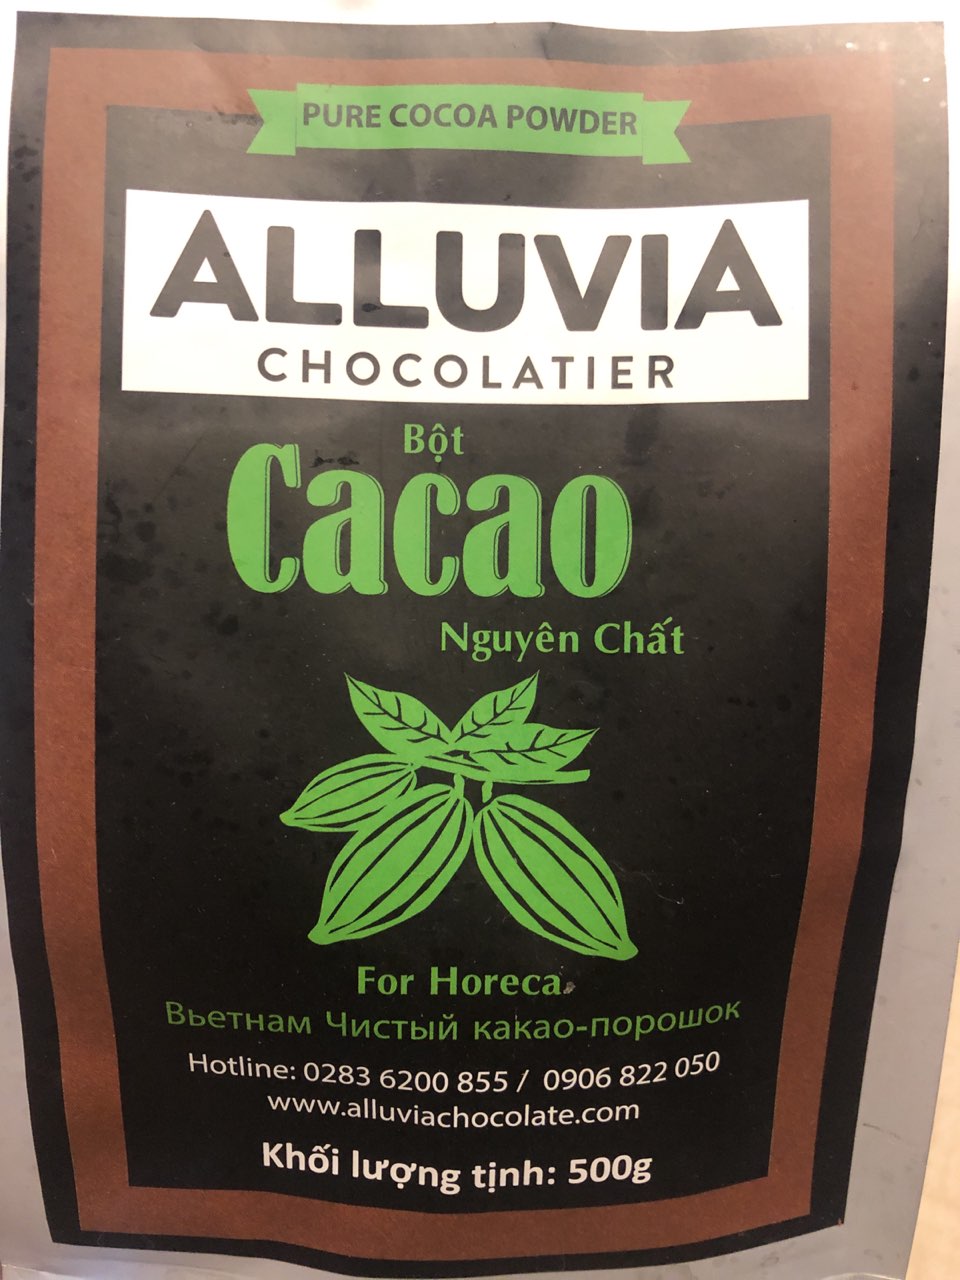 PURE COCOA POWDER
ALLUVIA
CHOCOLATIER
Bột
Cacao
Nguyên Chất
For Horeca
Вьетнам Чистый какао-порошок
Hotline: 0283 6200 855 / 0906 822 050
www.alluviachocolate.com
Khối lượng tịnh: 500g